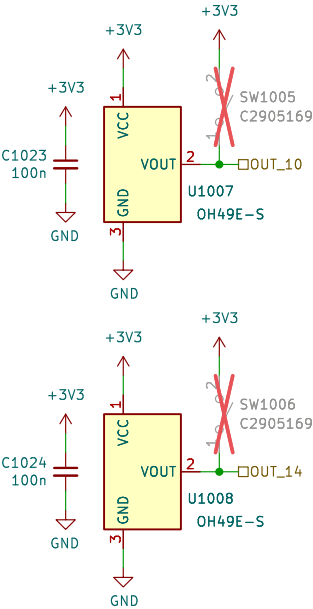 +3V3
+3V3
+3V3
2
SW1005
C2905169
1
1
VCC
C1023
100n
VOUT
2
OUT_10
GND
U1007
OH49E-S
3
GND
GND
+3V3
+3V3
+3V3
2
SW1006
C2905169
1
1
VCC
C1024
100n
VOUT
2
OUT_14
GND
U1008
OH49E-S
3
GND
GND